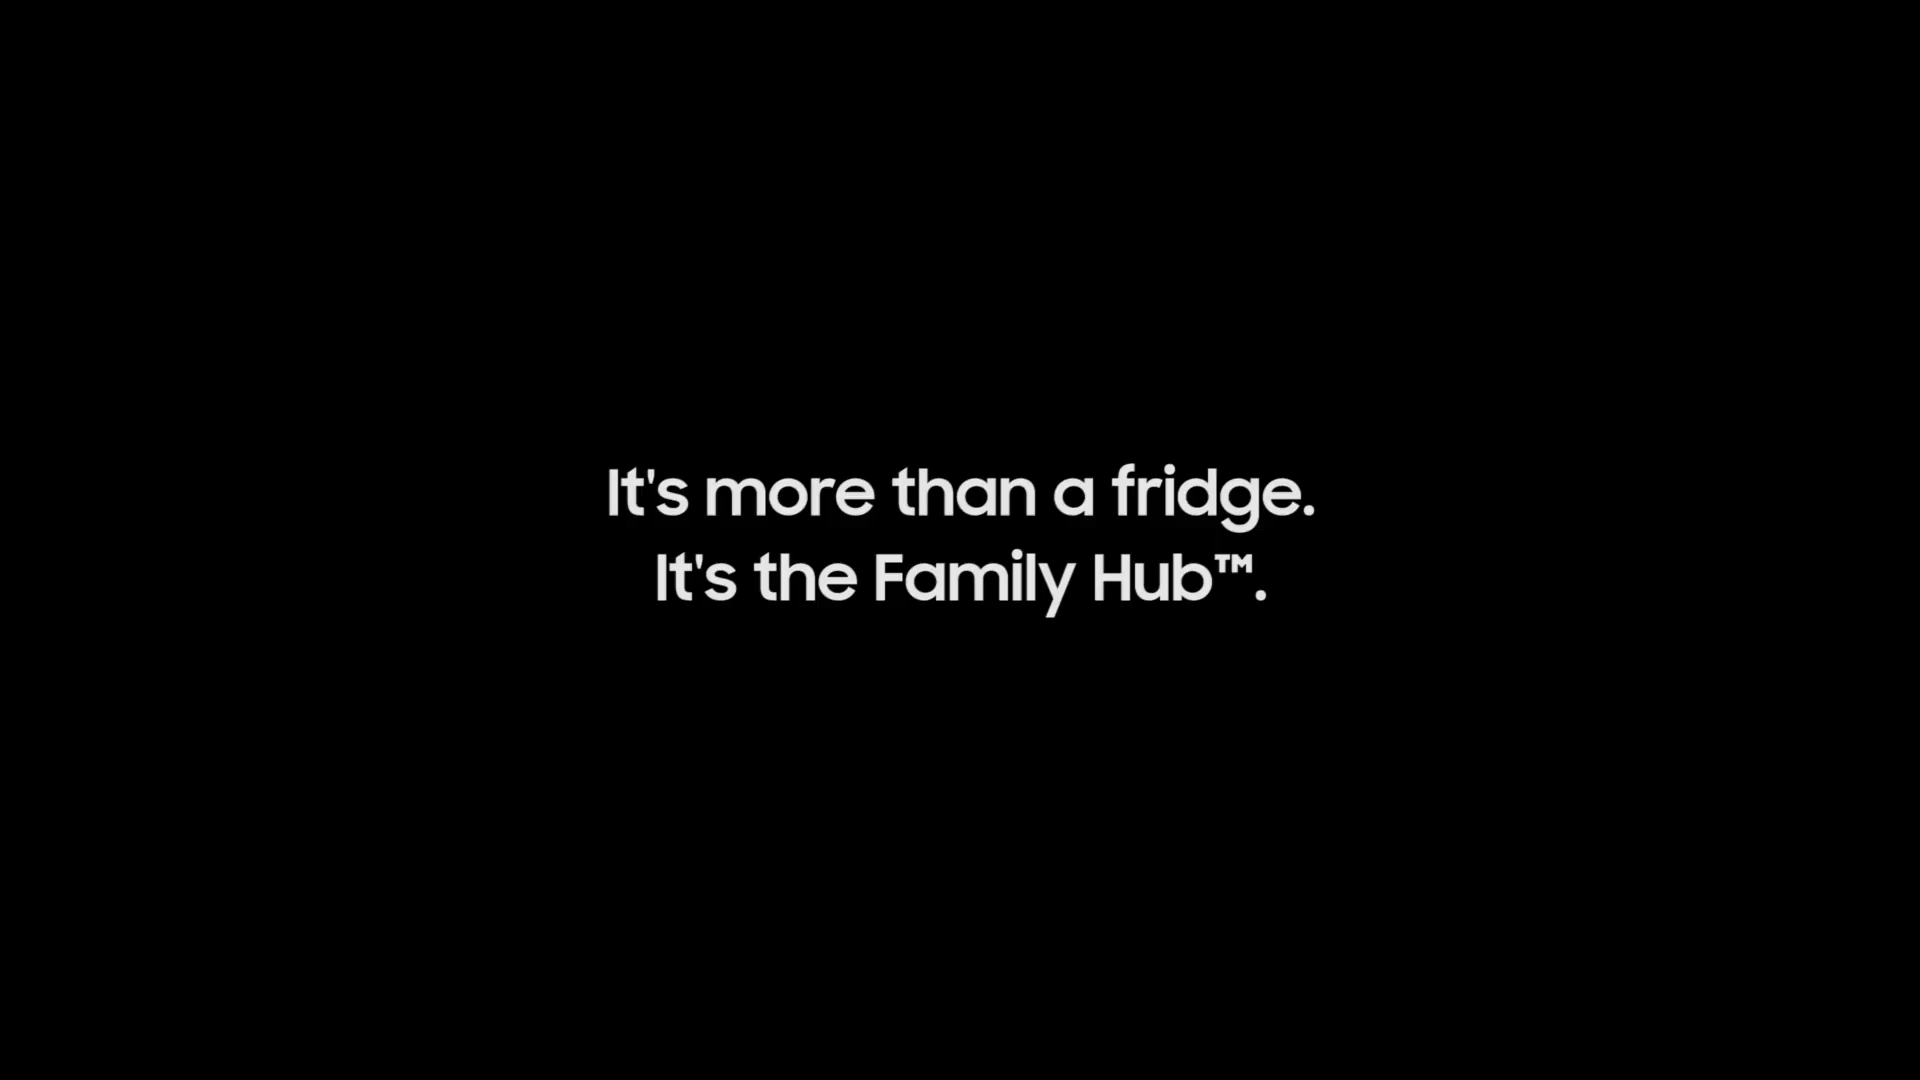 It's more than a fridge.
It's the Family Hub™.